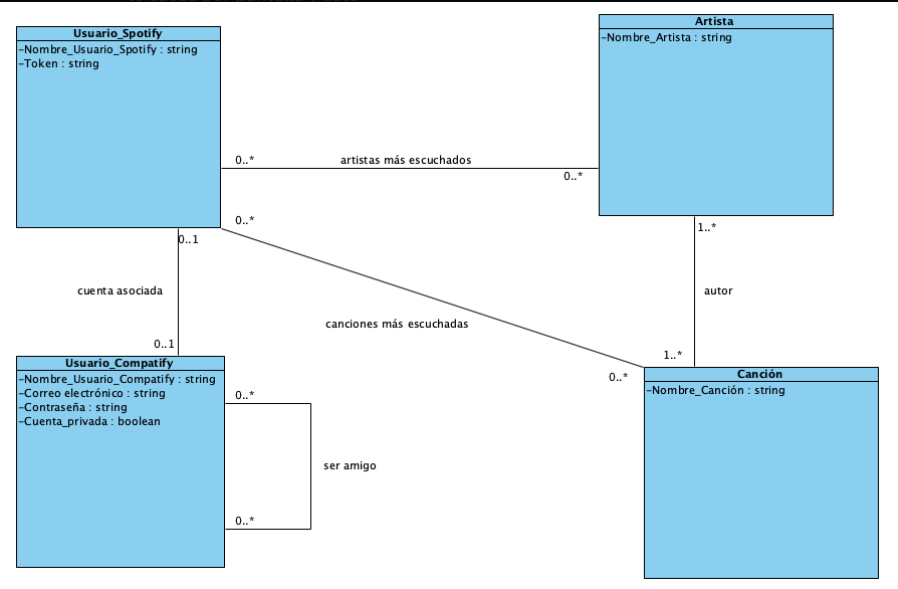 Usuario_Spotify
-Nombre_Usuario_Spotify : string
-Token : string
Artista
-Nombre_Artista : string
0..*
artistas más escuchados
0..*
0..*
0..1
1..*
cuenta asociada
autor
canciones más escuchadas
0..1
1..*
0..*
Usuario_Compatify
-Nombre_Usuario_Compatify : string
-Correo electrónico : string
-Contraseña : string
-Cuenta_privada : boolean
Canción
-Nombre_Canción : string
0..*
ser amigo
0..*